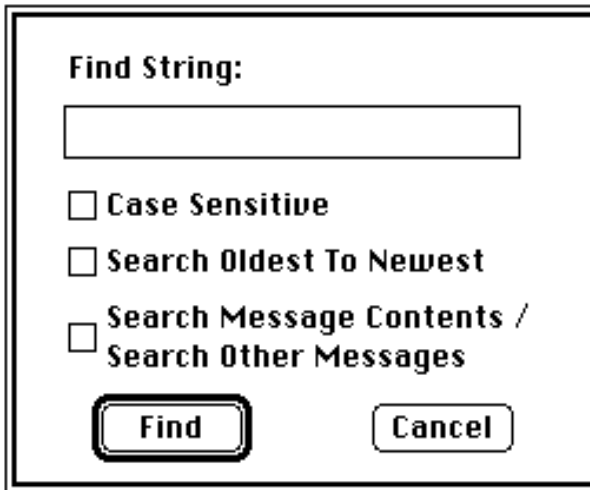 Find String:
Case Sensitive
Search Oldest To Newest
Search Message Contents /
Search Other Messages
Find
Cancel